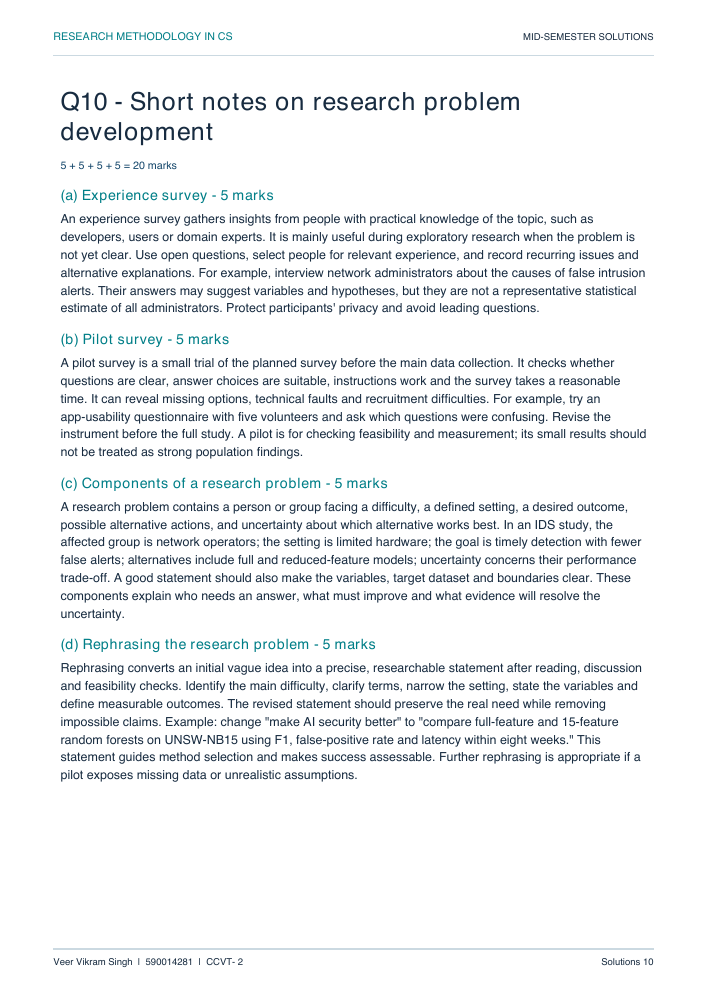 RESEARCH METHODOLOGY IN CS
MID-SEMESTER SOLUTIONS
Q10 - Short notes on research problem
development
5 + 5 + 5 + 5 = 20 marks
(a) Experience survey - 5 marks
An experience survey gathers insights from people with practical knowledge of the topic, such as
developers, users or domain experts. It is mainly useful during exploratory research when the problem is
not yet clear. Use open questions, select people for relevant experience, and record recurring issues and
alternative explanations. For example, interview network administrators about the causes of false intrusion
alerts. Their answers may suggest variables and hypotheses, but they are not a representative statistical
estimate of all administrators. Protect participants' privacy and avoid leading questions.
(b) Pilot survey - 5 marks
A pilot survey is a small trial of the planned survey before the main data collection. It checks whether
questions are clear, answer choices are suitable, instructions work and the survey takes a reasonable
time. It can reveal missing options, technical faults and recruitment difficulties. For example, try an
app-usability questionnaire with five volunteers and ask which questions were confusing. Revise the
instrument before the full study. A pilot is for checking feasibility and measurement; its small results should
not be treated as strong population findings.
(c) Components of a research problem - 5 marks
A research problem contains a person or group facing a difficulty, a defined setting, a desired outcome,
possible alternative actions, and uncertainty about which alternative works best. In an IDS study, the
affected group is network operators; the setting is limited hardware; the goal is timely detection with fewer
false alerts; alternatives include full and reduced-feature models; uncertainty concerns their performance
trade-off. A good statement should also make the variables, target dataset and boundaries clear. These
components explain who needs an answer, what must improve and what evidence will resolve the
uncertainty.
(d) Rephrasing the research problem - 5 marks
Rephrasing converts an initial vague idea into a precise, researchable statement after reading, discussion
and feasibility checks. Identify the main difficulty, clarify terms, narrow the setting, state the variables and
define measurable outcomes. The revised statement should preserve the real need while removing
impossible claims. Example: change "make AI security better" to "compare full-feature and 15-feature
random forests on UNSW-NB15 using F1, false-positive rate and latency within eight weeks." This
statement guides method selection and makes success assessable. Further rephrasing is appropriate if a
pilot exposes missing data or unrealistic assumptions.
Veer Vikram Singh | 590014281 | CCVT- 2
Solutions 10